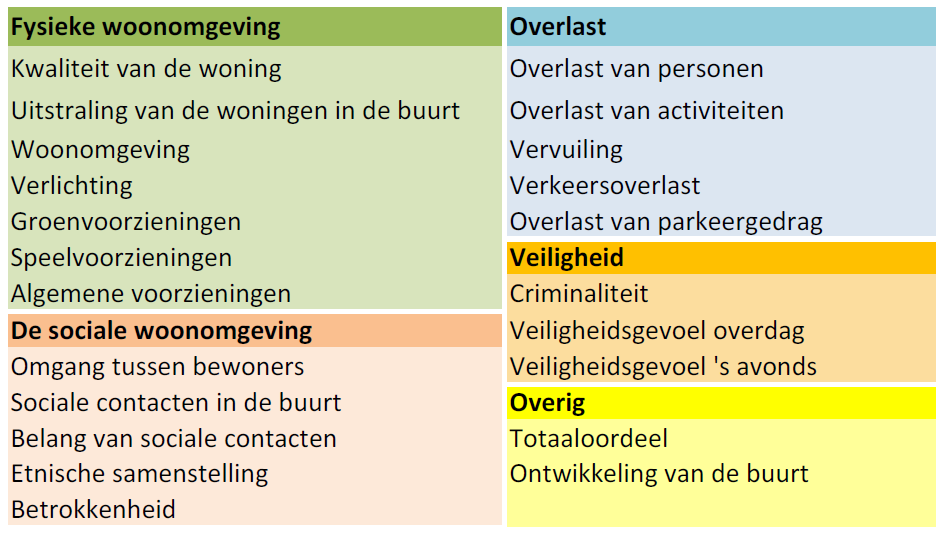 Fysieke woonomgeving
Kwaliteit van de woning
Uitstraling van de woningen in de buurt
Woonomgeving
Verlichting
Groenvoorzieningen
Speelvoorzieningen
Algemene voorzieningen
De sociale woonomgeving
Omgang tussen bewoners
Sociale contacten in de buurt
Belang van sociale contacten
Etnische samenstelling
Betrokkenheid
Overlast
Overlast van personen
Overlast van activiteiten
Vervuiling
Verkeersoverlast
Overlast van parkeergedrag
Veiligheid
Criminaliteit
Veiligheidsgevoel overdag
Veiligheidsgevoel 's avonds
Overig
Totaaloordeel
Ontwikkeling van de buurt